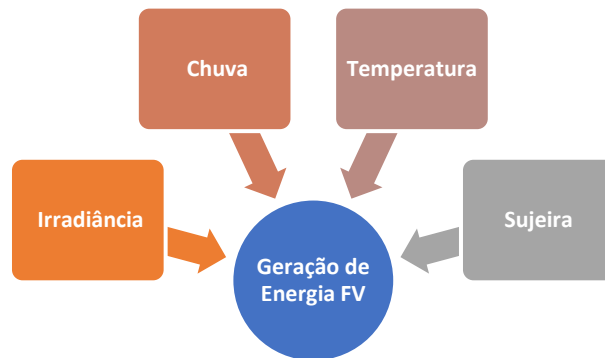 Chuva
Temperatura
Irradiância
Sujeira
Geração de
Energia FV